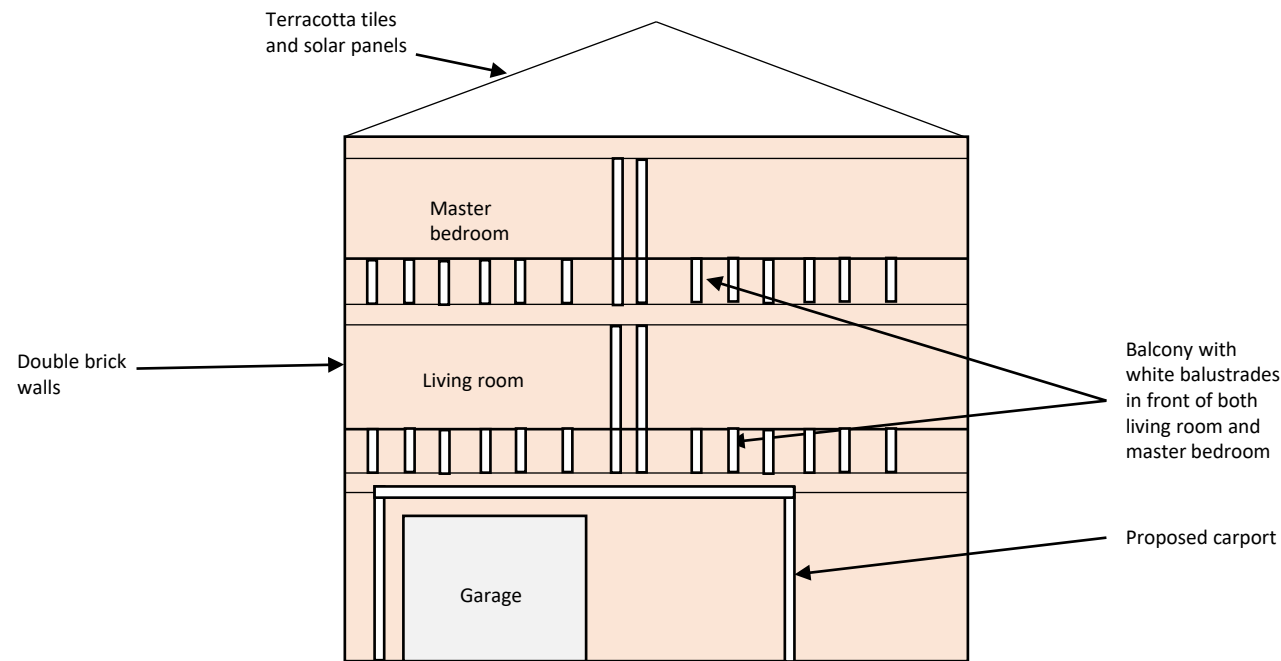 Terracotta tiles
and solar panels
Master
bedroom
Double brick
walls
Living room
Balcony with
white balustrades
in front of both
living room and
master bedroom
Proposed carport
Garage